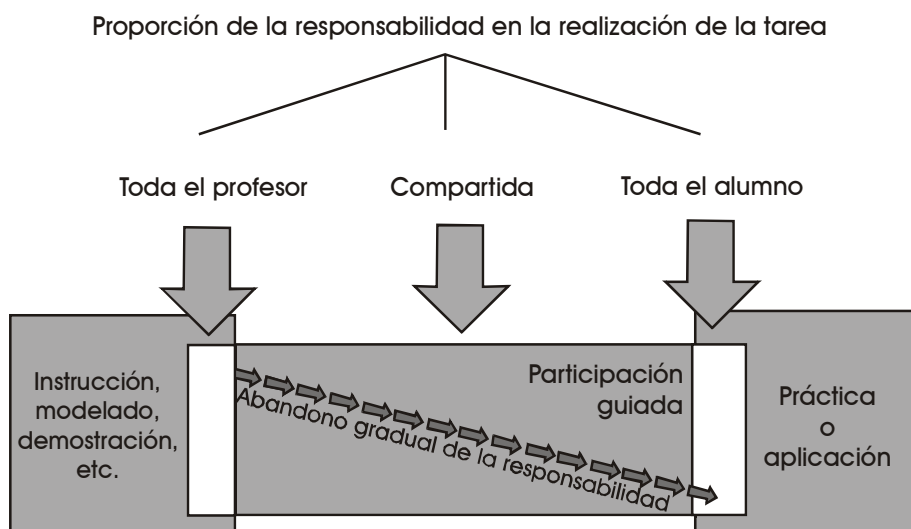 Proporción de la responsabilidad en la realización de la tarea
Toda el profesor
Compartida
Toda el alumno
Instrucción,
modelado,
demostración,
etc.
Abandono gradual de la responsabilidad
Participación
guiada
Práctica
o
aplicación